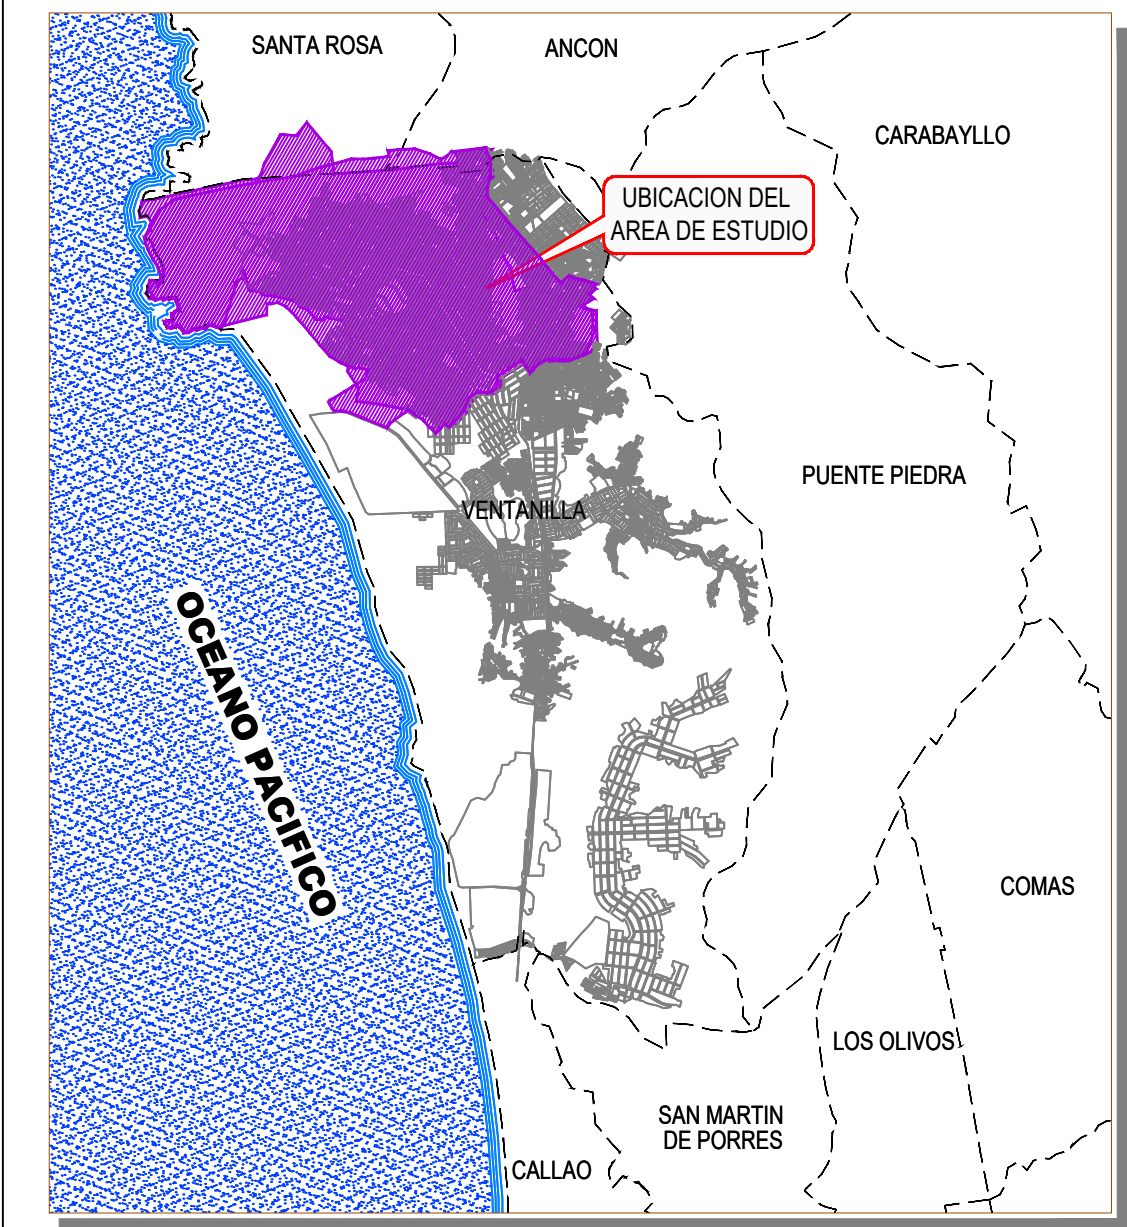 SANTA ROSA
ANCON
CARABAYLLO
UBICACION DEL
AREA DE ESTUDIO
PUENTE PIEDRA
VENTANILLA
OCEANO PACIFICO
COMAS
LOS OLIVOS
SAN MARTIN
DE PORRES
CALLAO